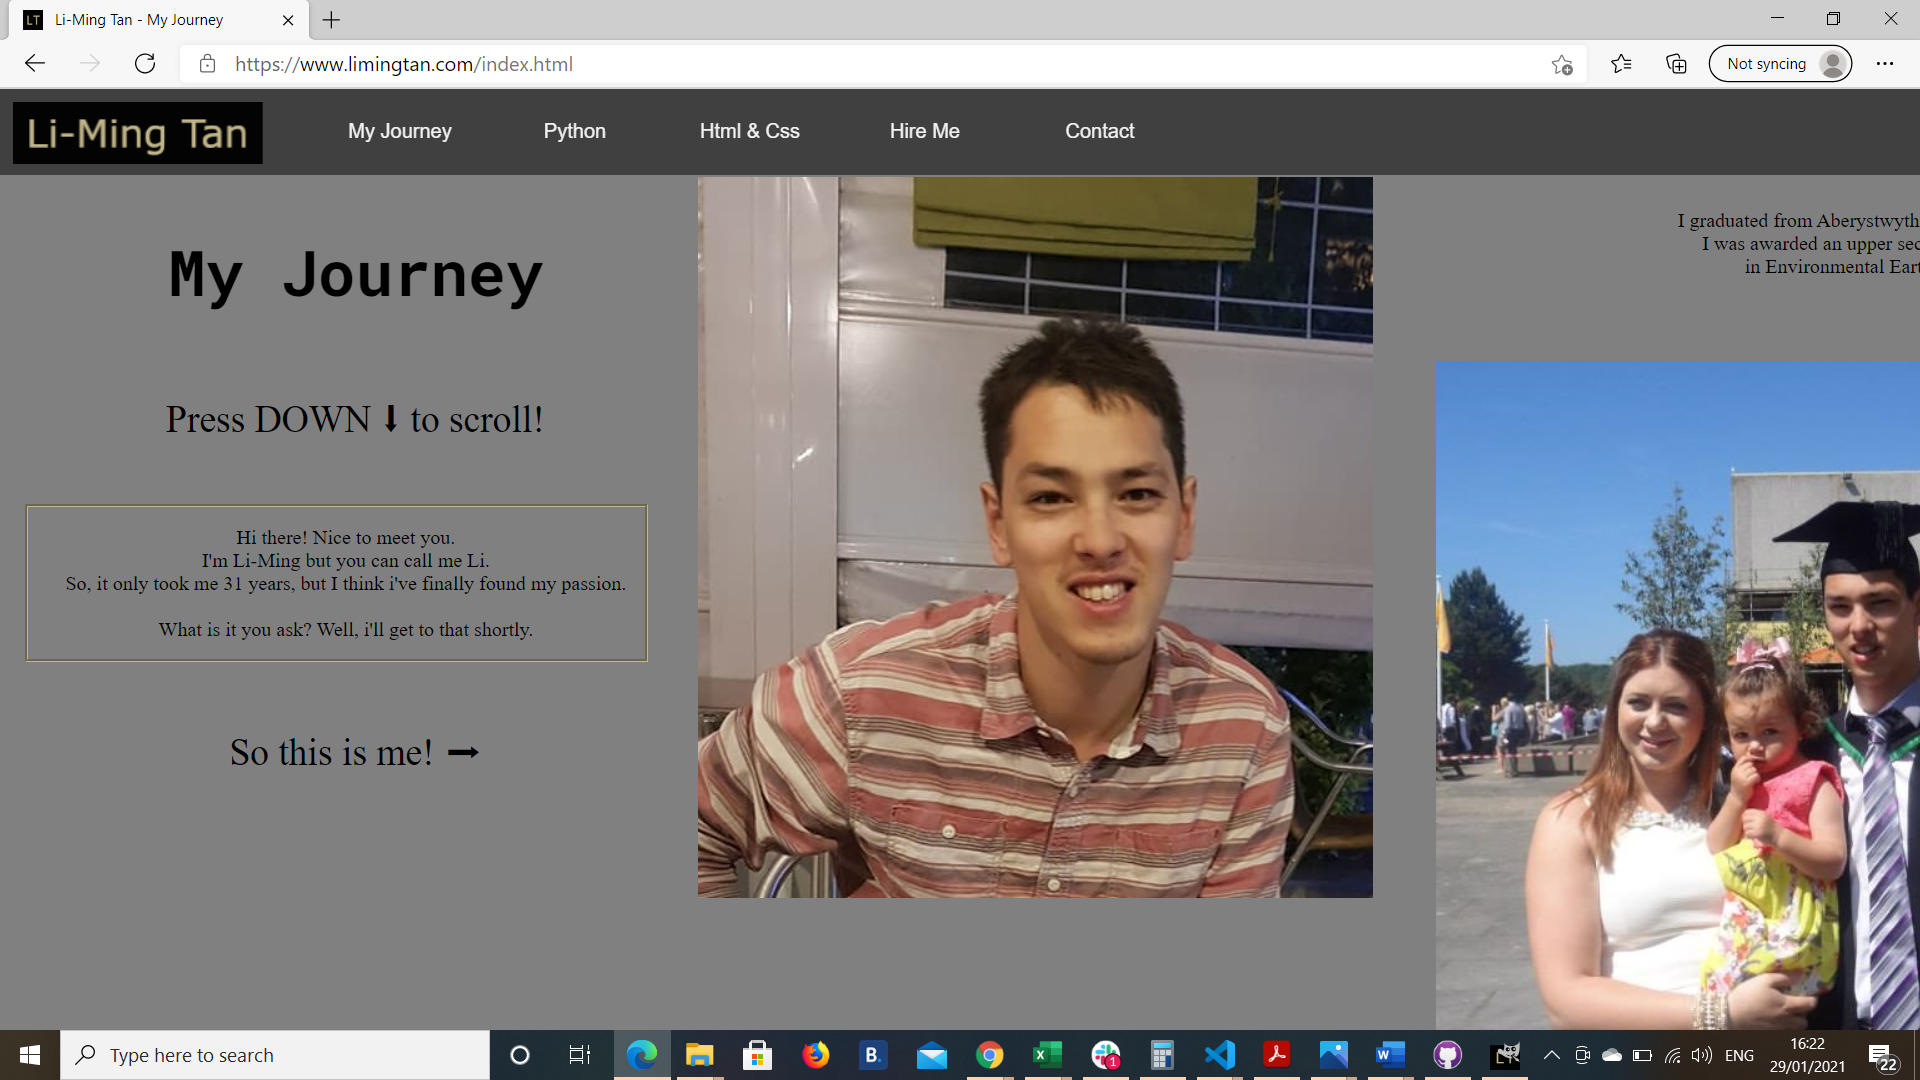 LT Li-Ming Tan - My Journey
https://www.limingtan.com/index.html
Not syncing
Li-Ming Tan
My Journey
Python
Html & Css
Hire Me
Contact
My Journey
Press DOWN ⬇ to scroll!
Hi there! Nice to meet you.
I'm Li-Ming but you can call me Li.
So, it only took me 31 years, but I think i've finally found my passion.
What is it you ask? Well, i'll get to that shortly.
So this is me! ➞
I graduated from Aberystwyth
I was awarded an upper sec
in Environmental Eart
Type here to search
B.
1
ENG
16:22
29/01/2021
22